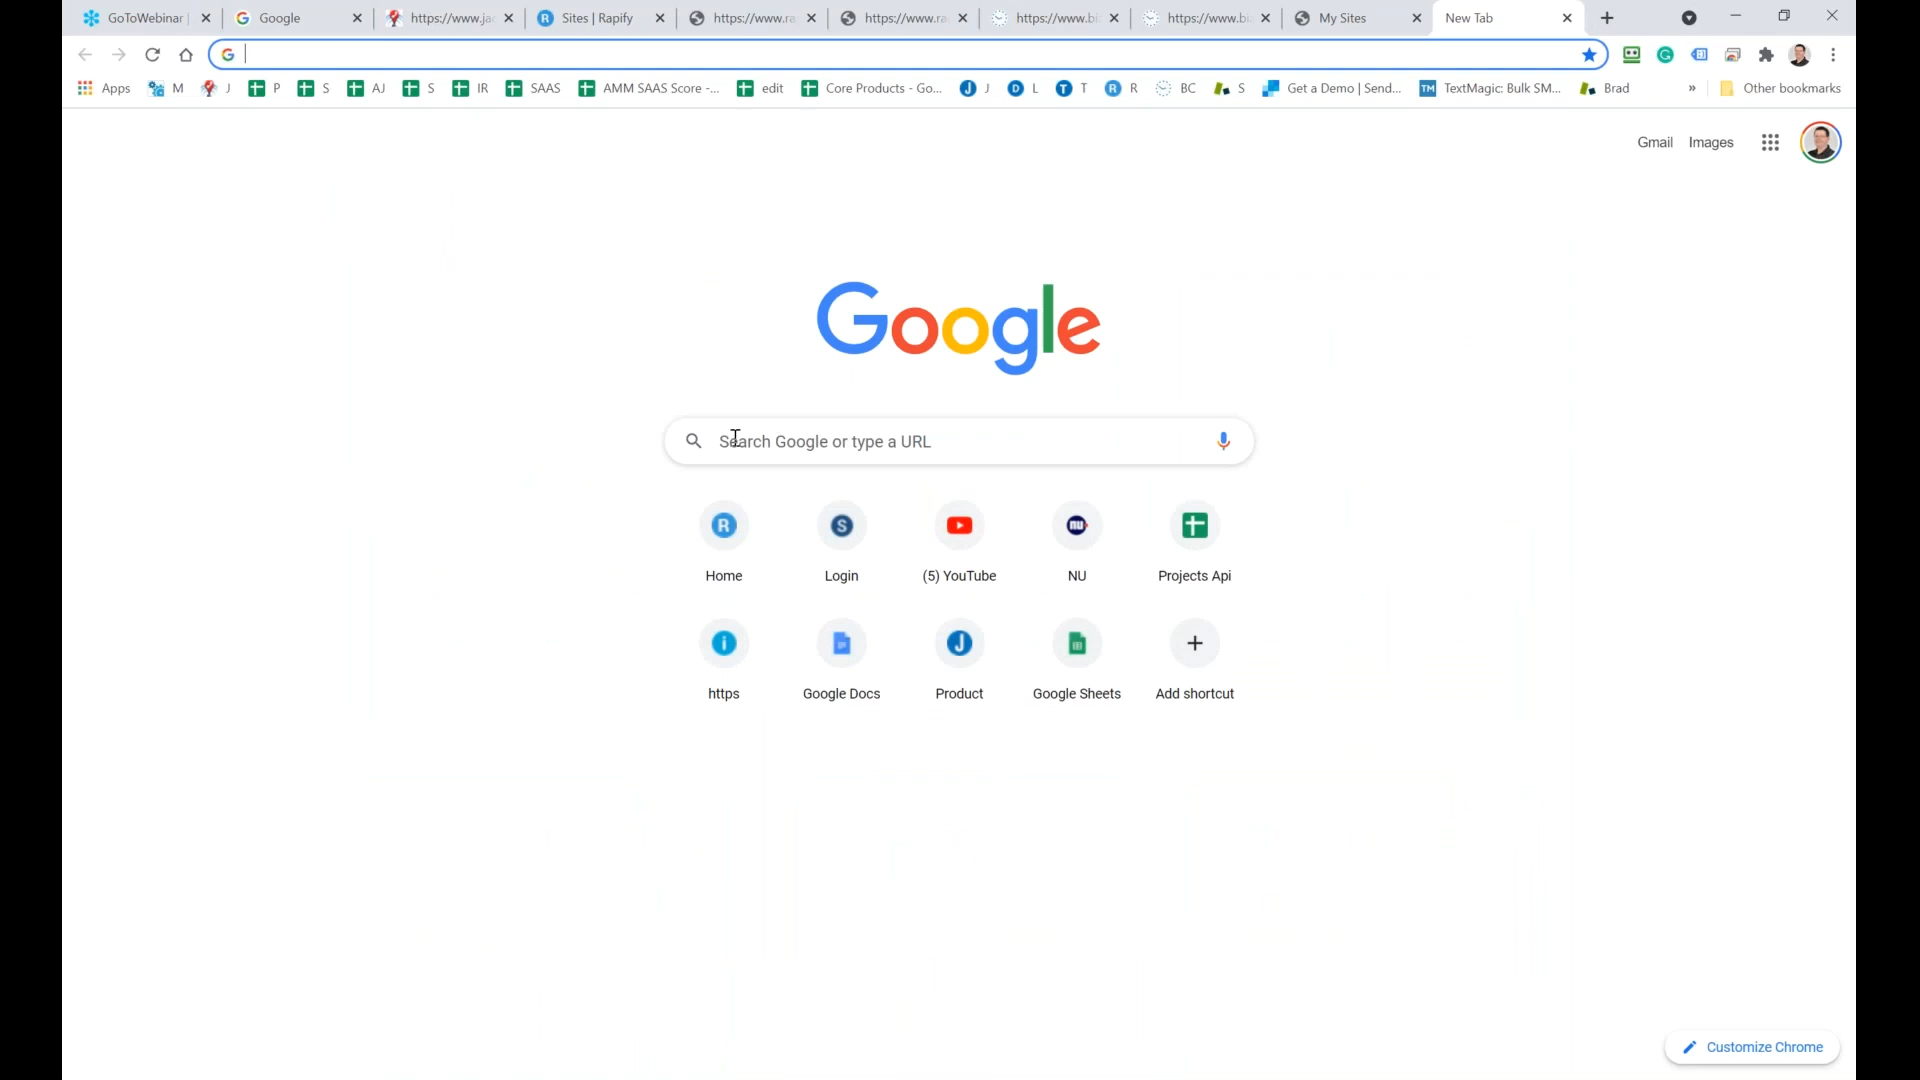 GoToWebinar
Google
https://www.ja
Sites | Rapify
https://www.ra
https://www.ra
https://www.bi
https://www.bi
My Sites
New Tab
Apps M J P S AJ S IR SAAS AMM SAAS Score -... edit Core Products - Go... J L T R BC S Get a Demo | Send... TextMagic: Bulk SM... Brad » Other bookmarks
Gmail Images
Google
Search Google or type a URL
Home Login (5) YouTube NU Projects Api
https Google Docs Product Google Sheets Add shortcut
Customize Chrome